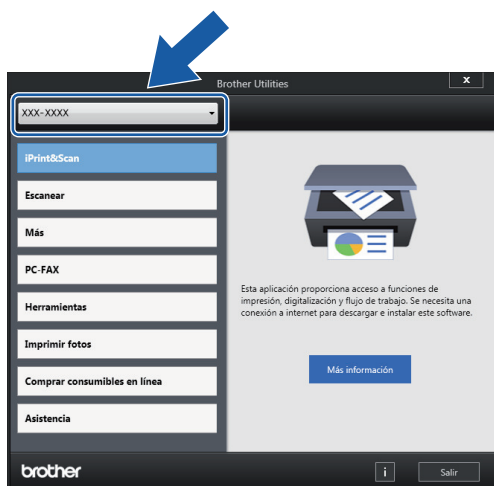 Brother Utilities
X
XXX-XXXX
iPrint&Scan
Escanear
Más
PC-FAX
Herramientas
Imprimir fotos
Comprar consumibles en línea
Asistencia
Esta aplicación proporciona acceso a funciones de
impresión, digitalización y flujo de trabajo. Se necesita una
conexión a internet para descargar e instalar este software.
Más información
brother
i
Salir